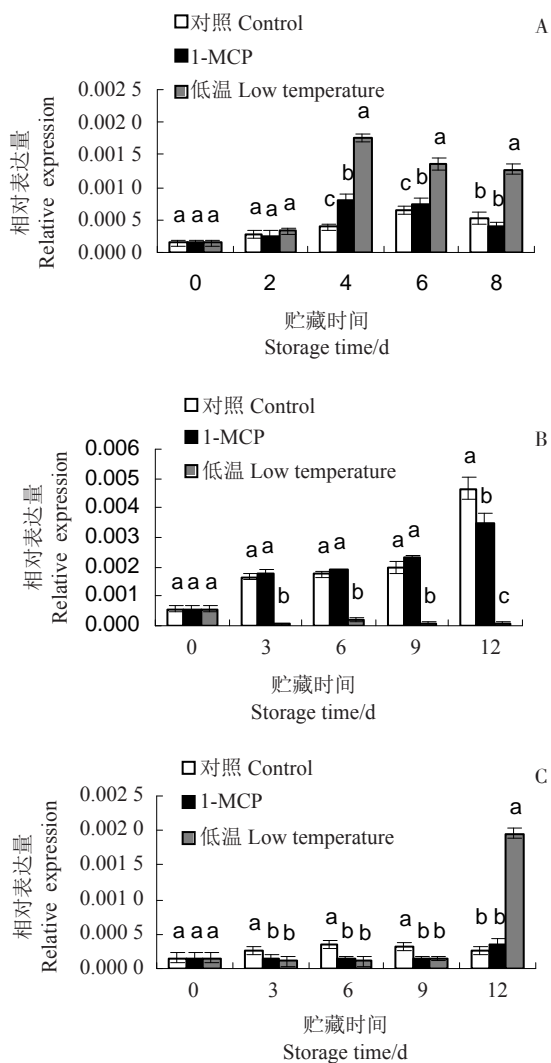 A
对照 Control
1-MCP
低温 Low temperature
相对表达量
Relative expression
0.002 5
0.002 0
0.001 5
0.001 0
0.000 5
0.000 0
a a a
a a a
c b a
c b a
b b a
0 2 4 6 8
贮藏时间
Storage time/d
B
对照 Control
1-MCP
低温 Low temperature
相对表达量
Relative expression
0.006
0.005
0.004
0.003
0.002
0.001
0.000
a a a
a a b
a a b
a a b
a b c
0 3 6 9 12
贮藏时间
Storage time/d
C
对照 Control
1-MCP
低温 Low temperature
相对表达量
Relative expression
0.002 5
0.002 0
0.001 5
0.001 0
0.000 5
0.000 0
a a a
a b b
a b b
a b b
b b a
0 3 6 9 12
贮藏时间
Storage time/d